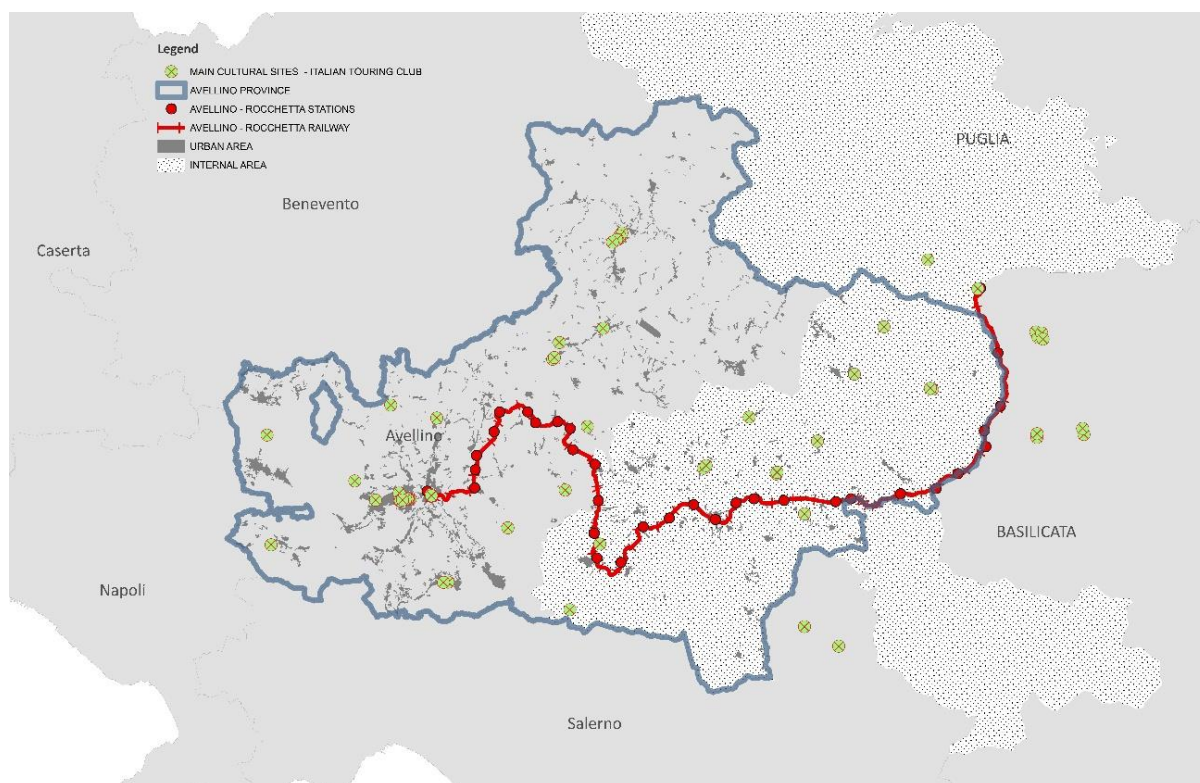 Legend
MAIN CULTURAL SITES - ITALIAN TOURING CLUB
AVELLINO PROVINCE
AVELLINO - ROCCHETTA STATIONS
AVELLINO - ROCCHETTA RAILWAY
URBAN AREA
INTERNAL AREA
PUGLIA
Benevento
Caserta
Avellino
BASILICATA
Napoli
Salerno